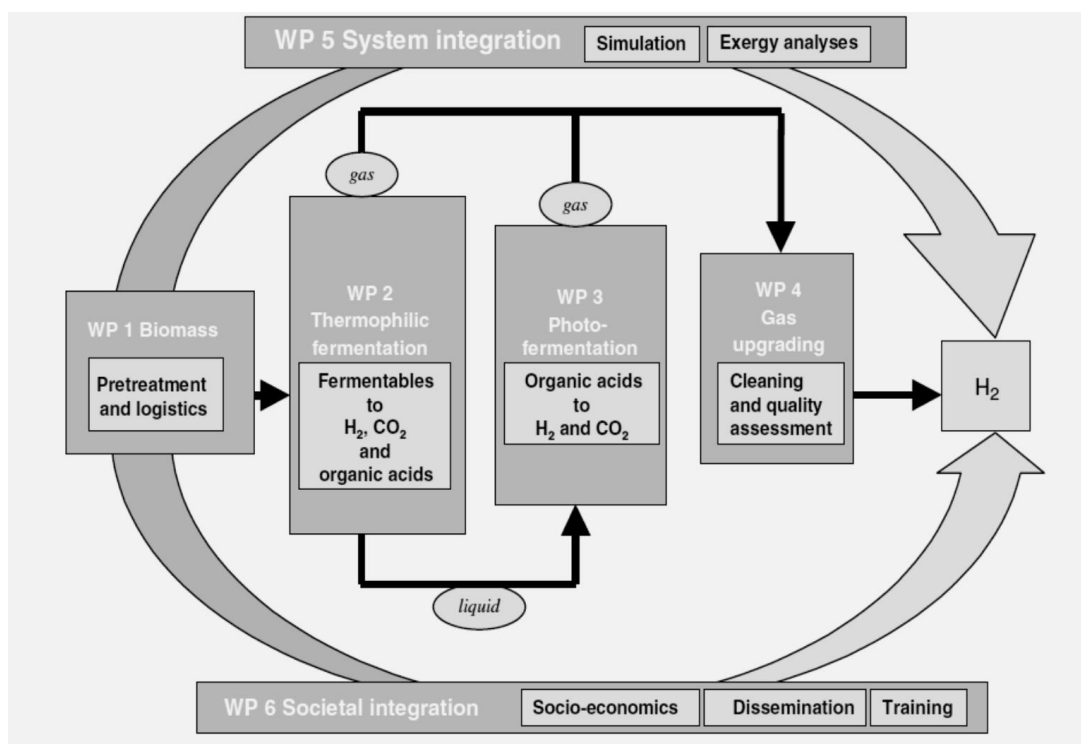 WP 5 System integration
Simulation
Exergy analyses
gas
gas
WP 1 Biomass
Pretreatment
and logistics
WP 2
Thermophilic
fermentation
Fermentables
to
H₂, CO₂
and
organic acids
WP 3
Photo-
fermentation
Organic acids
to
H₂ and CO₂
WP 4
Gas
upgrading
Cleaning
and quality
assessment
H₂
liquid
WP 6 Societal integration
Socio-economics
Dissemination
Training